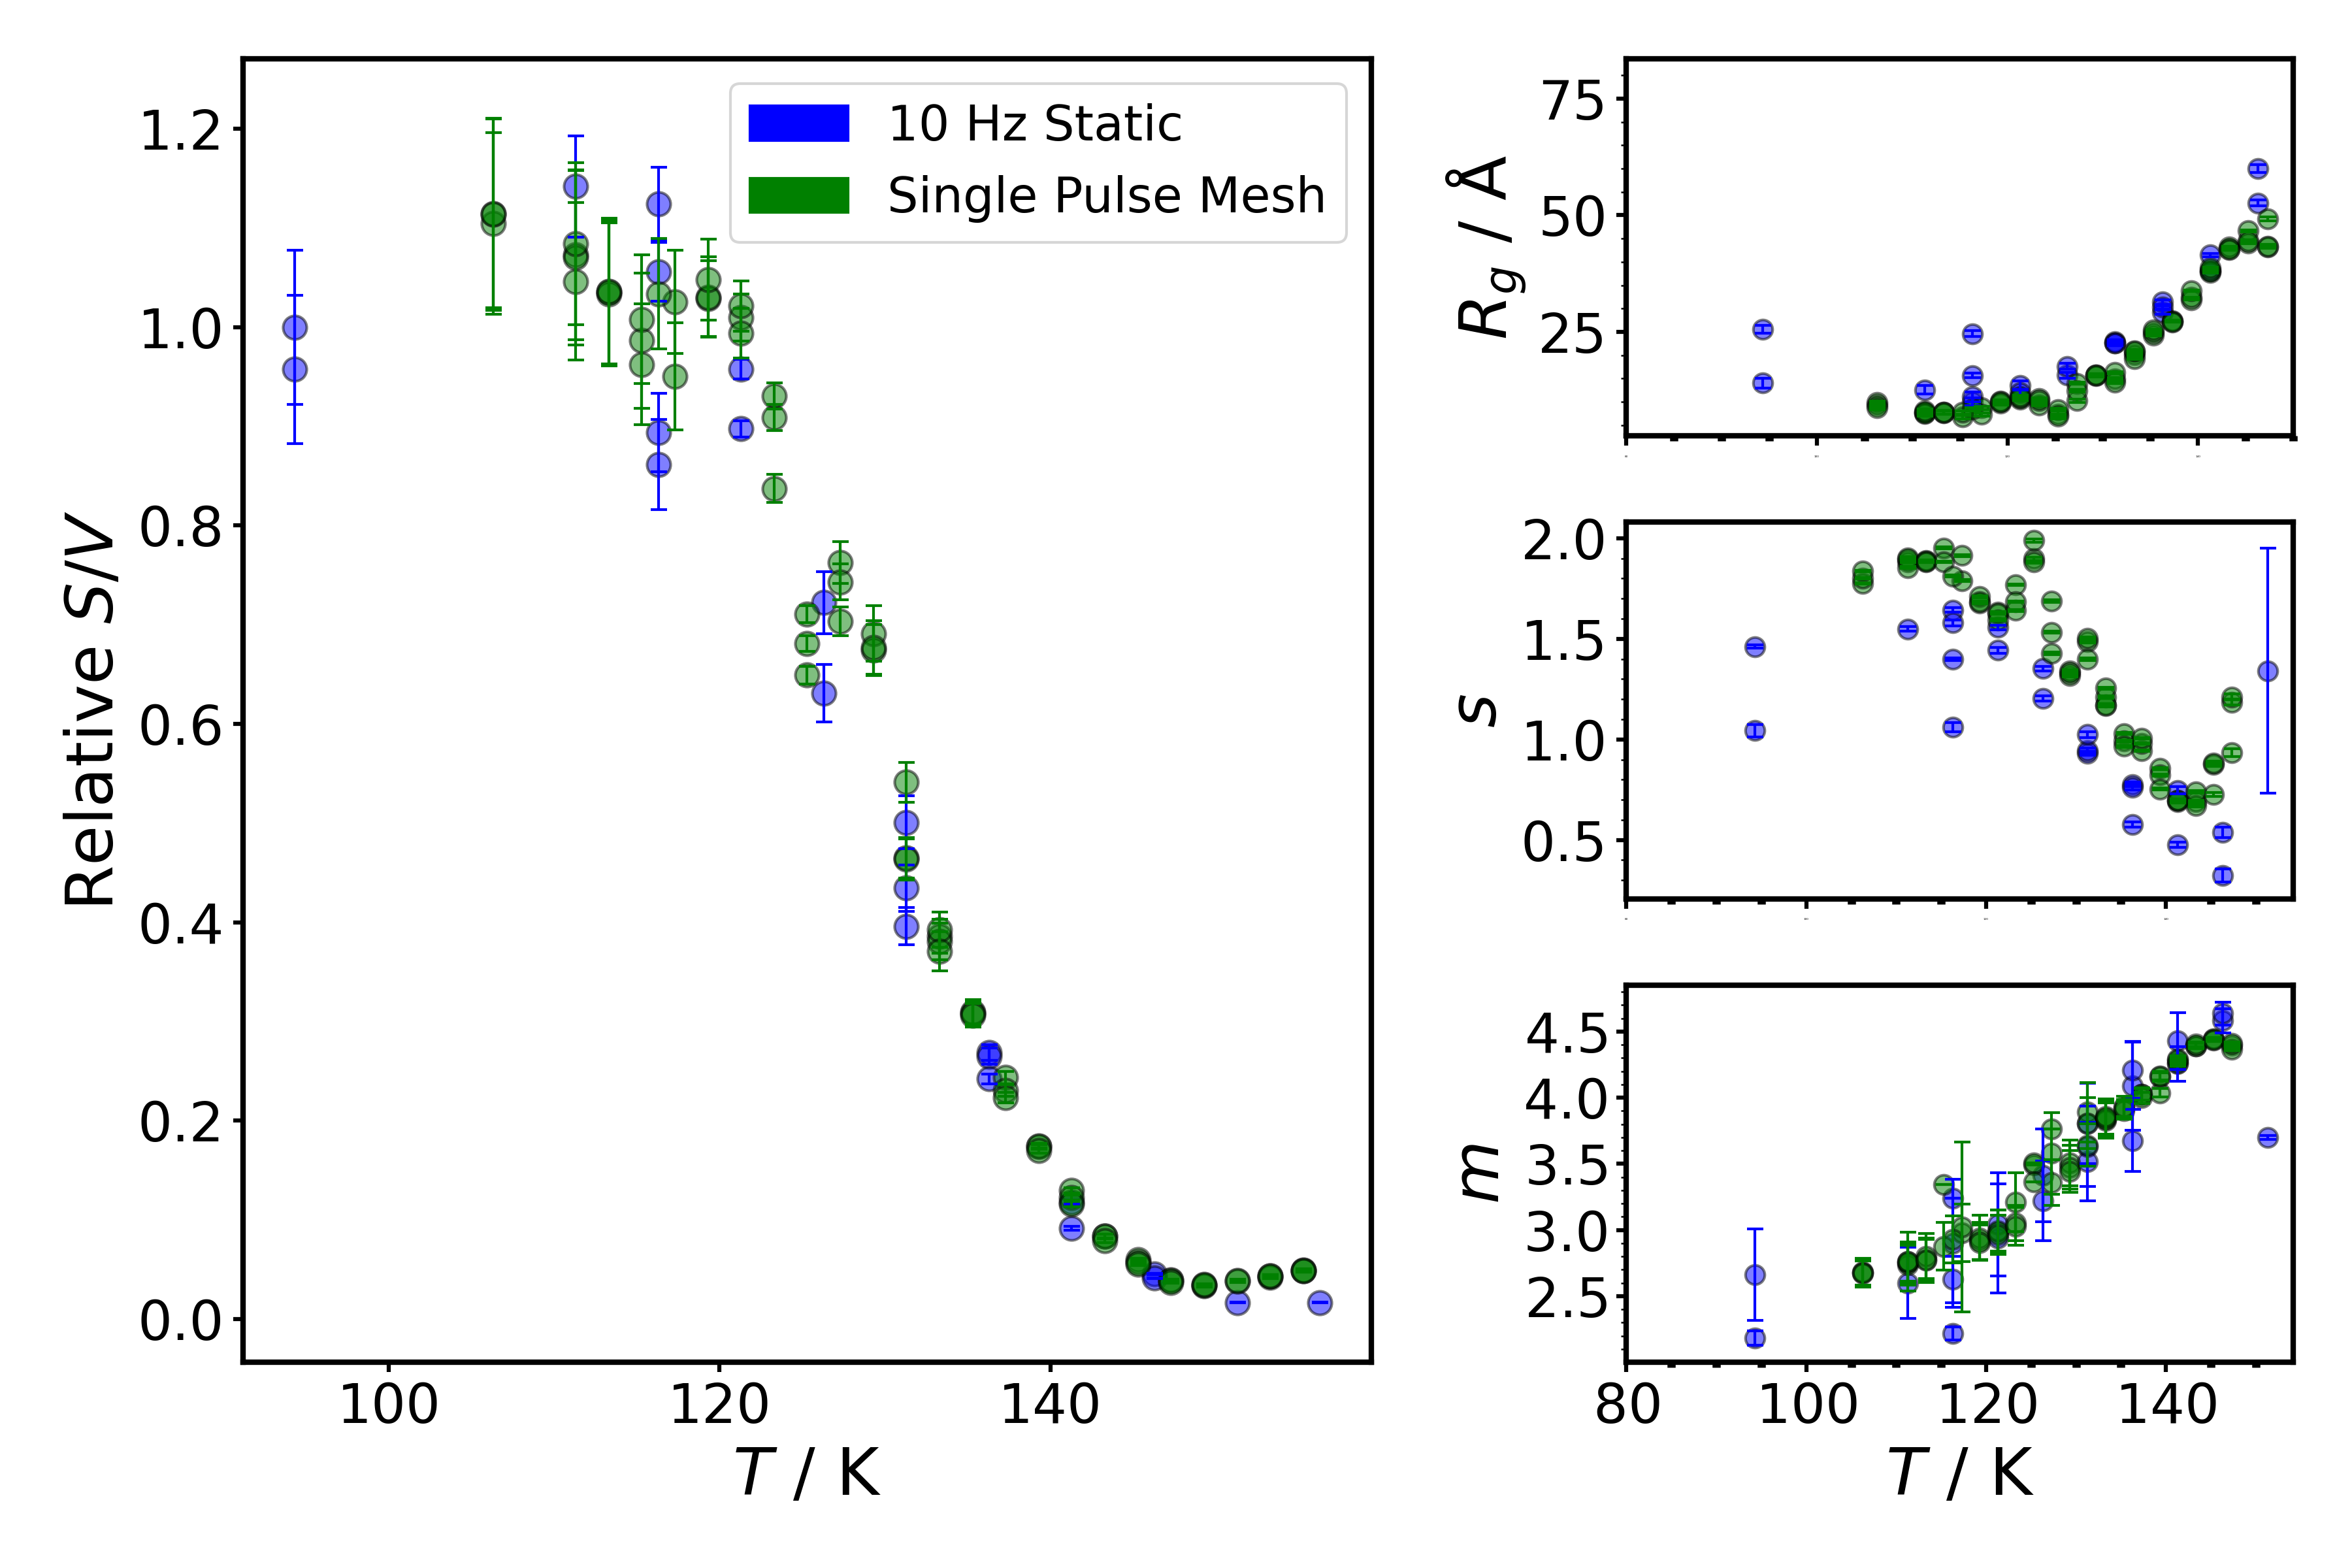 10 Hz Static
Single Pulse Mesh
Relative S/V
1.2
1.0
0.8
0.6
0.4
0.2
0.0
100 120 140
T / K
R_g / Å
75
50
25
s
2.0
1.5
1.0
0.5
m
4.5
4.0
3.5
3.0
2.5
80 100 120 140
T / K